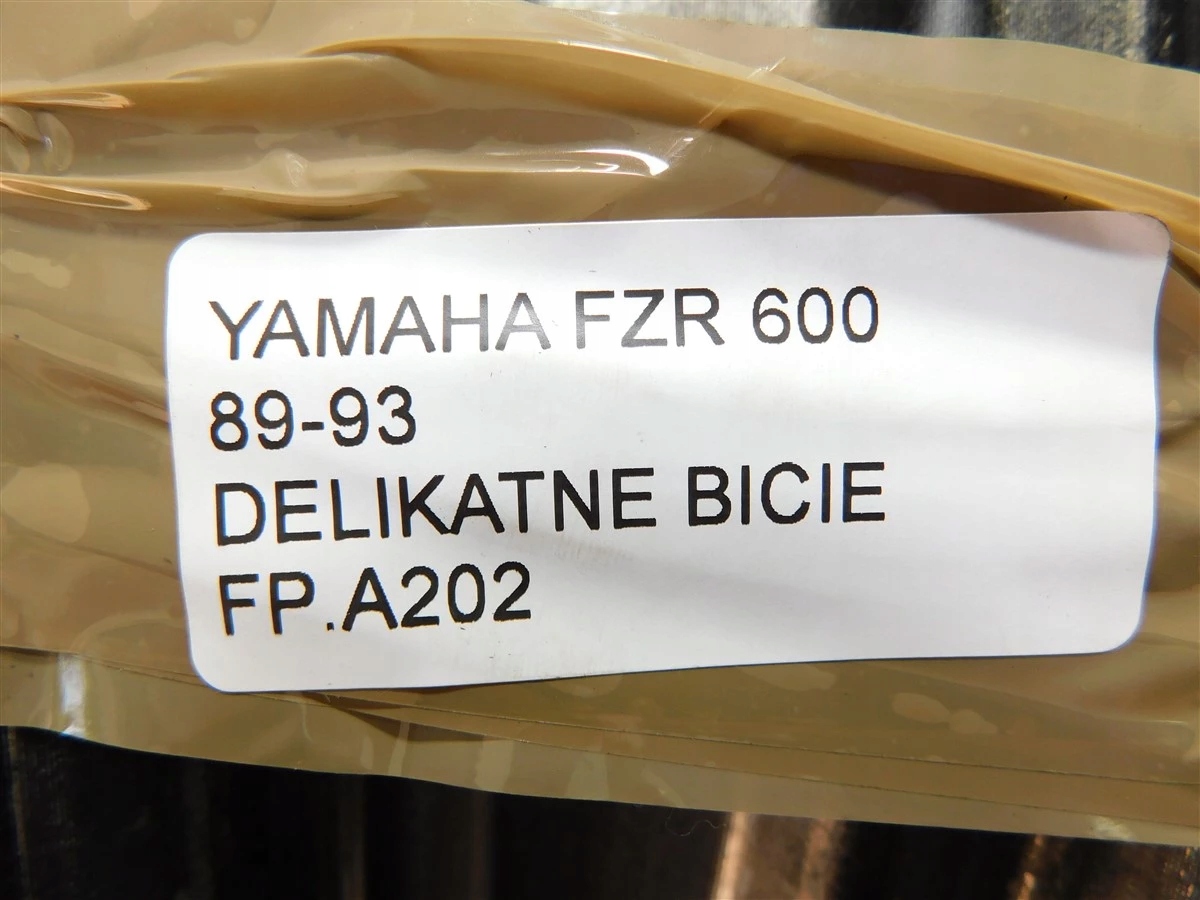 YAMAHA FZR 600
89-93
DELIKATNE BICIE
FP.A202